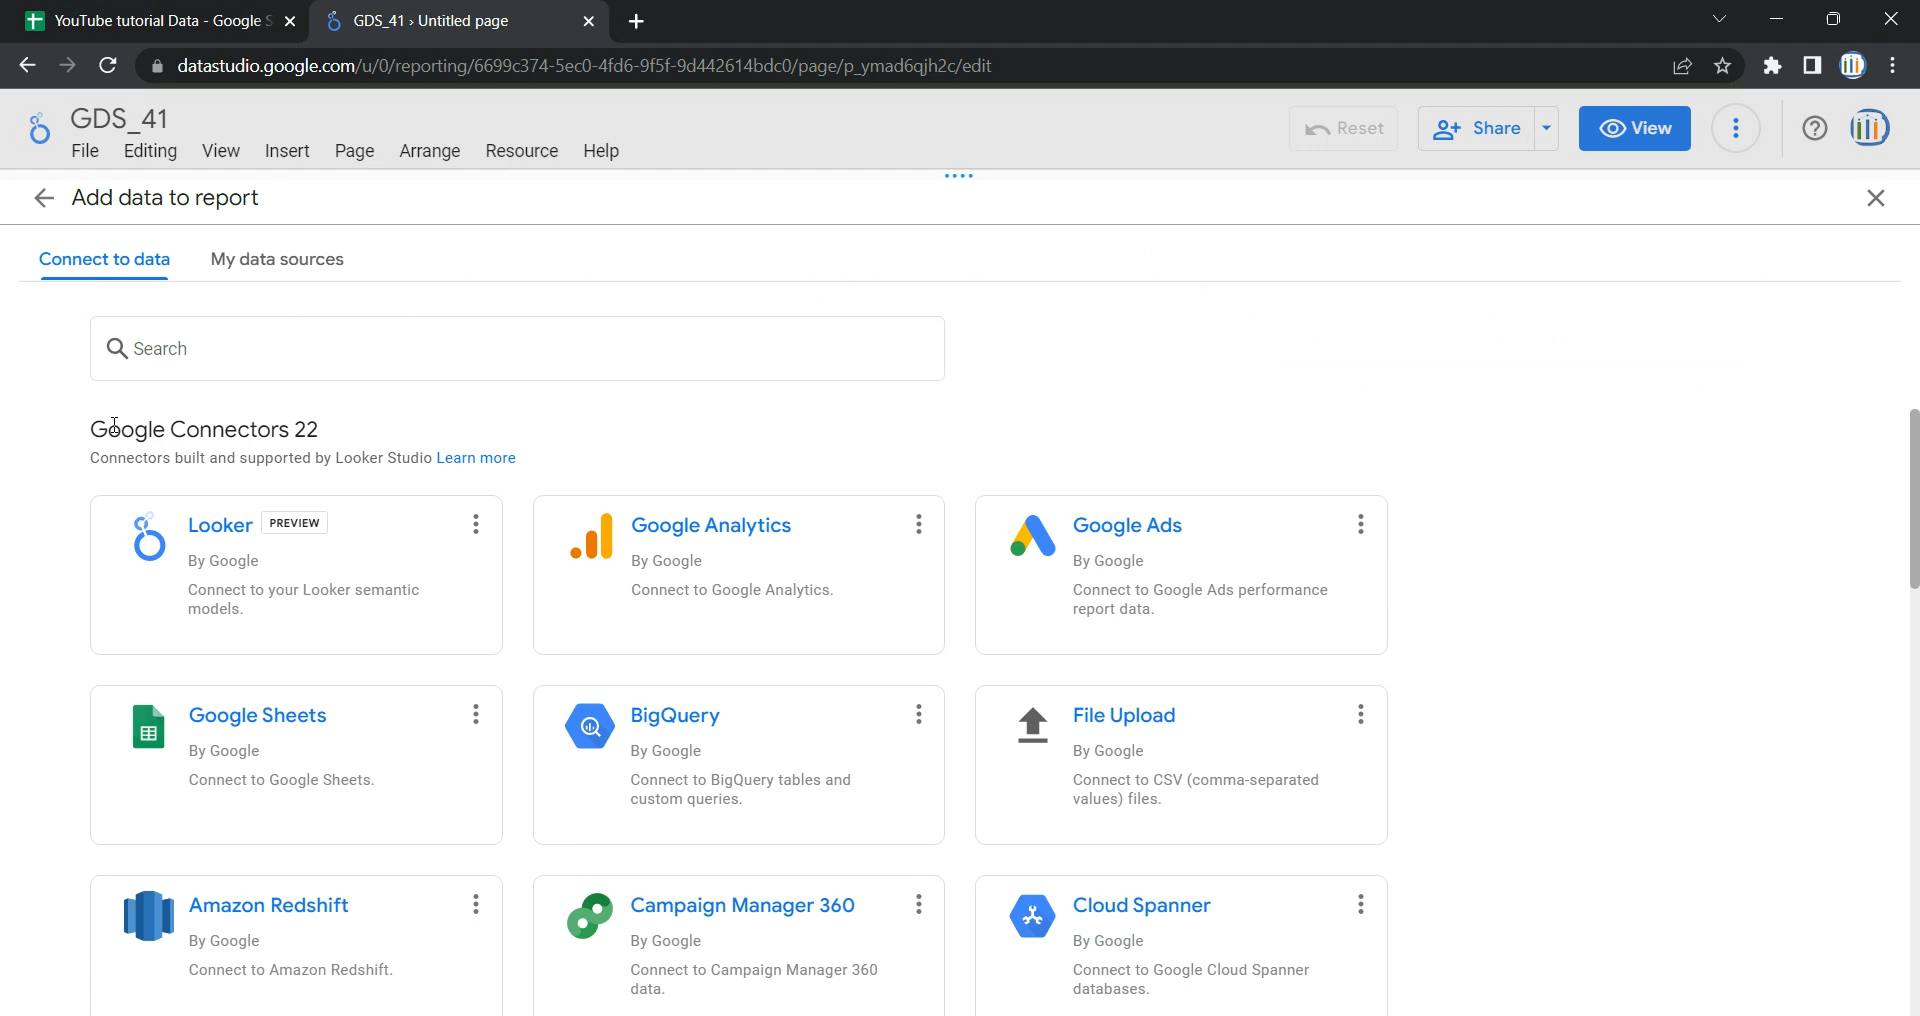 YouTube tutorial Data - Google S
GDS_41 › Untitled page
datastudio.google.com/u/0/reporting/6699c374-5ec0-4fd6-9f5f-9d442614bdc0/page/p_ymad6qjh2c/edit
GDS_41
File Editing View Insert Page Arrange Resource Help
Reset
Share
View
Add data to report
Connect to data
My data sources
Search
Google Connectors 22
Connectors built and supported by Looker Studio Learn more
Looker PREVIEW
By Google
Connect to your Looker semantic
models.
Google Analytics
By Google
Connect to Google Analytics.
Google Ads
By Google
Connect to Google Ads performance
report data.
Google Sheets
By Google
Connect to Google Sheets.
BigQuery
By Google
Connect to BigQuery tables and
custom queries.
File Upload
By Google
Connect to CSV (comma-separated
values) files.
Amazon Redshift
By Google
Connect to Amazon Redshift.
Campaign Manager 360
By Google
Connect to Campaign Manager 360
data.
Cloud Spanner
By Google
Connect to Google Cloud Spanner
databases.